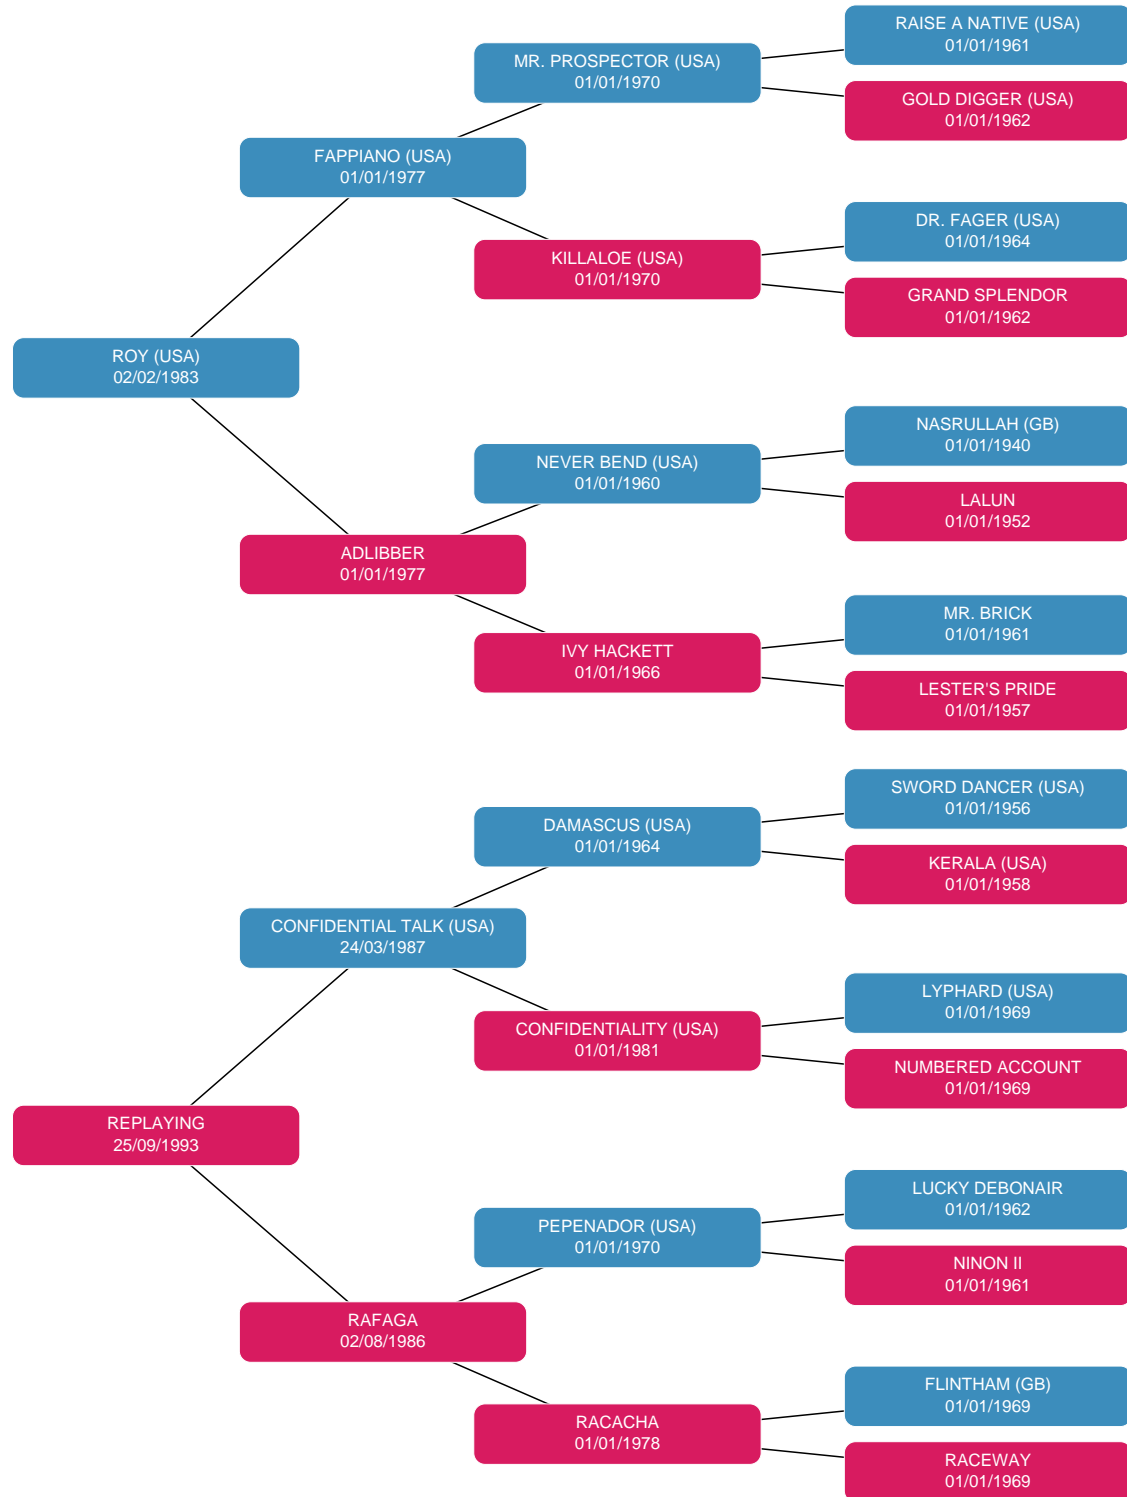 RAISE A NATIVE (USA)
01/01/1961
MR. PROSPECTOR (USA)
01/01/1970
GOLD DIGGER (USA)
01/01/1962
FAPPIANO (USA)
01/01/1977
DR. FAGER (USA)
01/01/1964
KILLALOE (USA)
01/01/1970
GRAND SPLENDOR
01/01/1962
ROY (USA)
02/02/1983
NASRULLAH (GB)
01/01/1940
NEVER BEND (USA)
01/01/1960
LALUN
01/01/1952
ADLIBBER
01/01/1977
MR. BRICK
01/01/1961
IVY HACKETT
01/01/1966
LESTER'S PRIDE
01/01/1957
SWORD DANCER (USA)
01/01/1956
DAMASCUS (USA)
01/01/1964
KERALA (USA)
01/01/1958
CONFIDENTIAL TALK (USA)
24/03/1987
LYPHARD (USA)
01/01/1969
CONFIDENTIALITY (USA)
01/01/1981
NUMBERED ACCOUNT
01/01/1969
REPLAYING
25/09/1993
LUCKY DEBONAIR
01/01/1962
PEPENADOR (USA)
01/01/1970
NINON II
01/01/1961
RAFAGA
02/08/1986
FLINTHAM (GB)
01/01/1969
RACACHA
01/01/1978
RACEWAY
01/01/1969